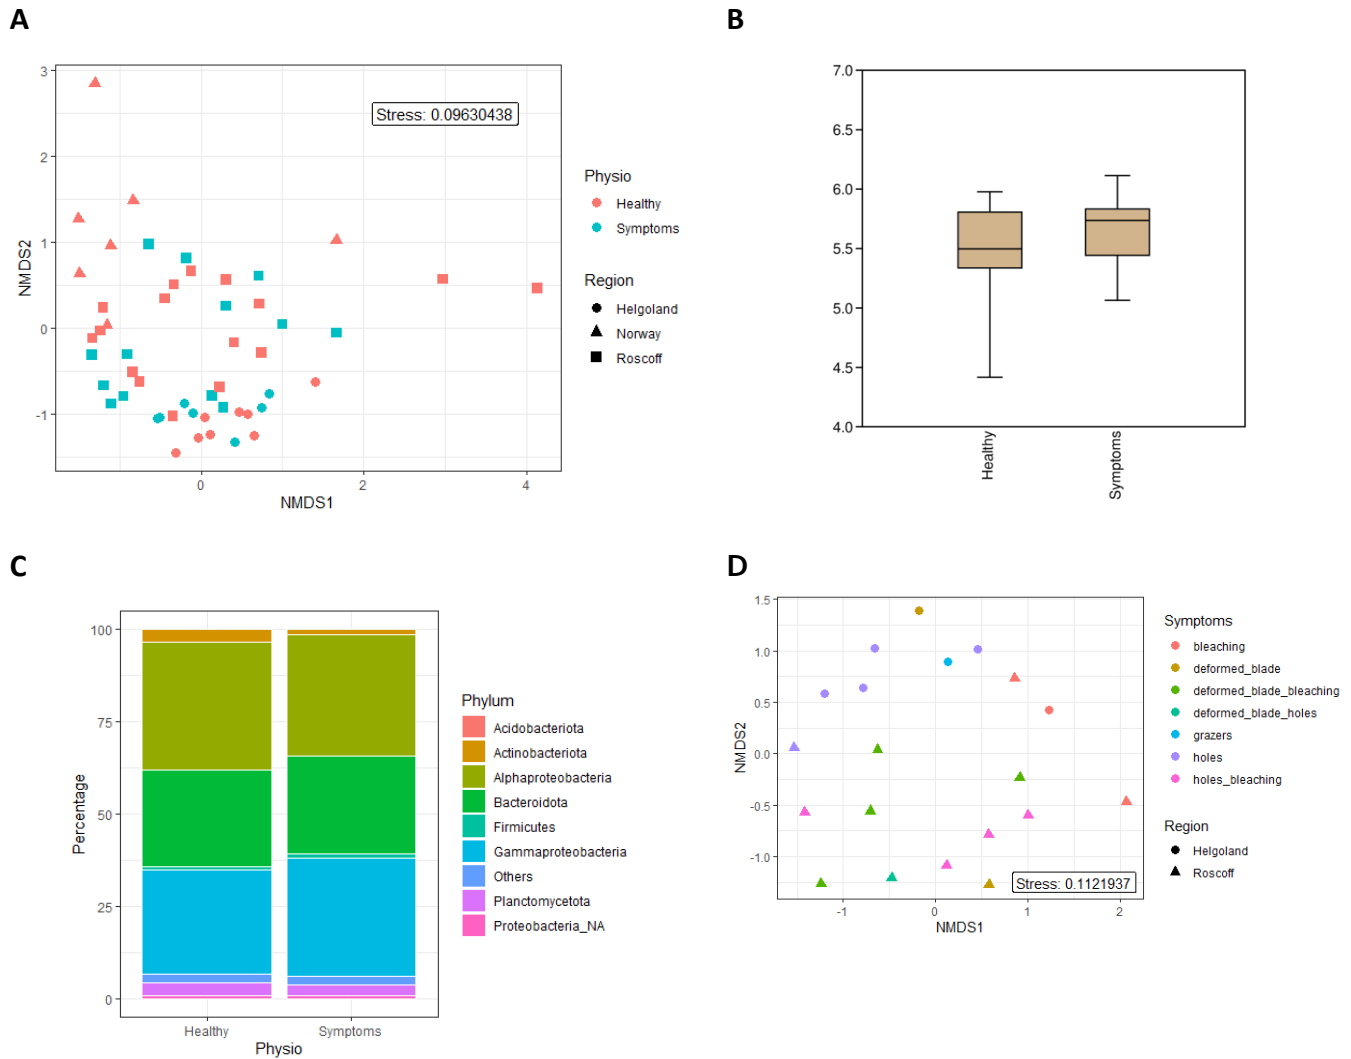 A
B
3
2
1
0
-1
0
2
4
NMDS1
NMDS2
Stress: 0.09630438
Physio
Healthy
Symptoms
Region
Helgoland
Norway
Roscoff
7.0
6.5
6.0
5.5
5.0
4.5
4.0
Healthy
Symptoms
C
D
100
75
50
25
0
Percentage
Healthy
Symptoms
Physio
Phylum
Acidobacteriota
Actinobacteriota
Alphaproteobacteria
Bacteroidota
Firmicutes
Gammaproteobacteria
Others
Planctomycetota
Proteobacteria_NA
1.5
1.0
0.5
0.0
-0.5
-1.0
NMDS2
-1
0
1
2
NMDS1
Stress: 0.1121937
Symptoms
bleaching
deformed_blade
deformed_blade_bleaching
deformed_blade_holes
grazers
holes
holes_bleaching
Region
Helgoland
Roscoff